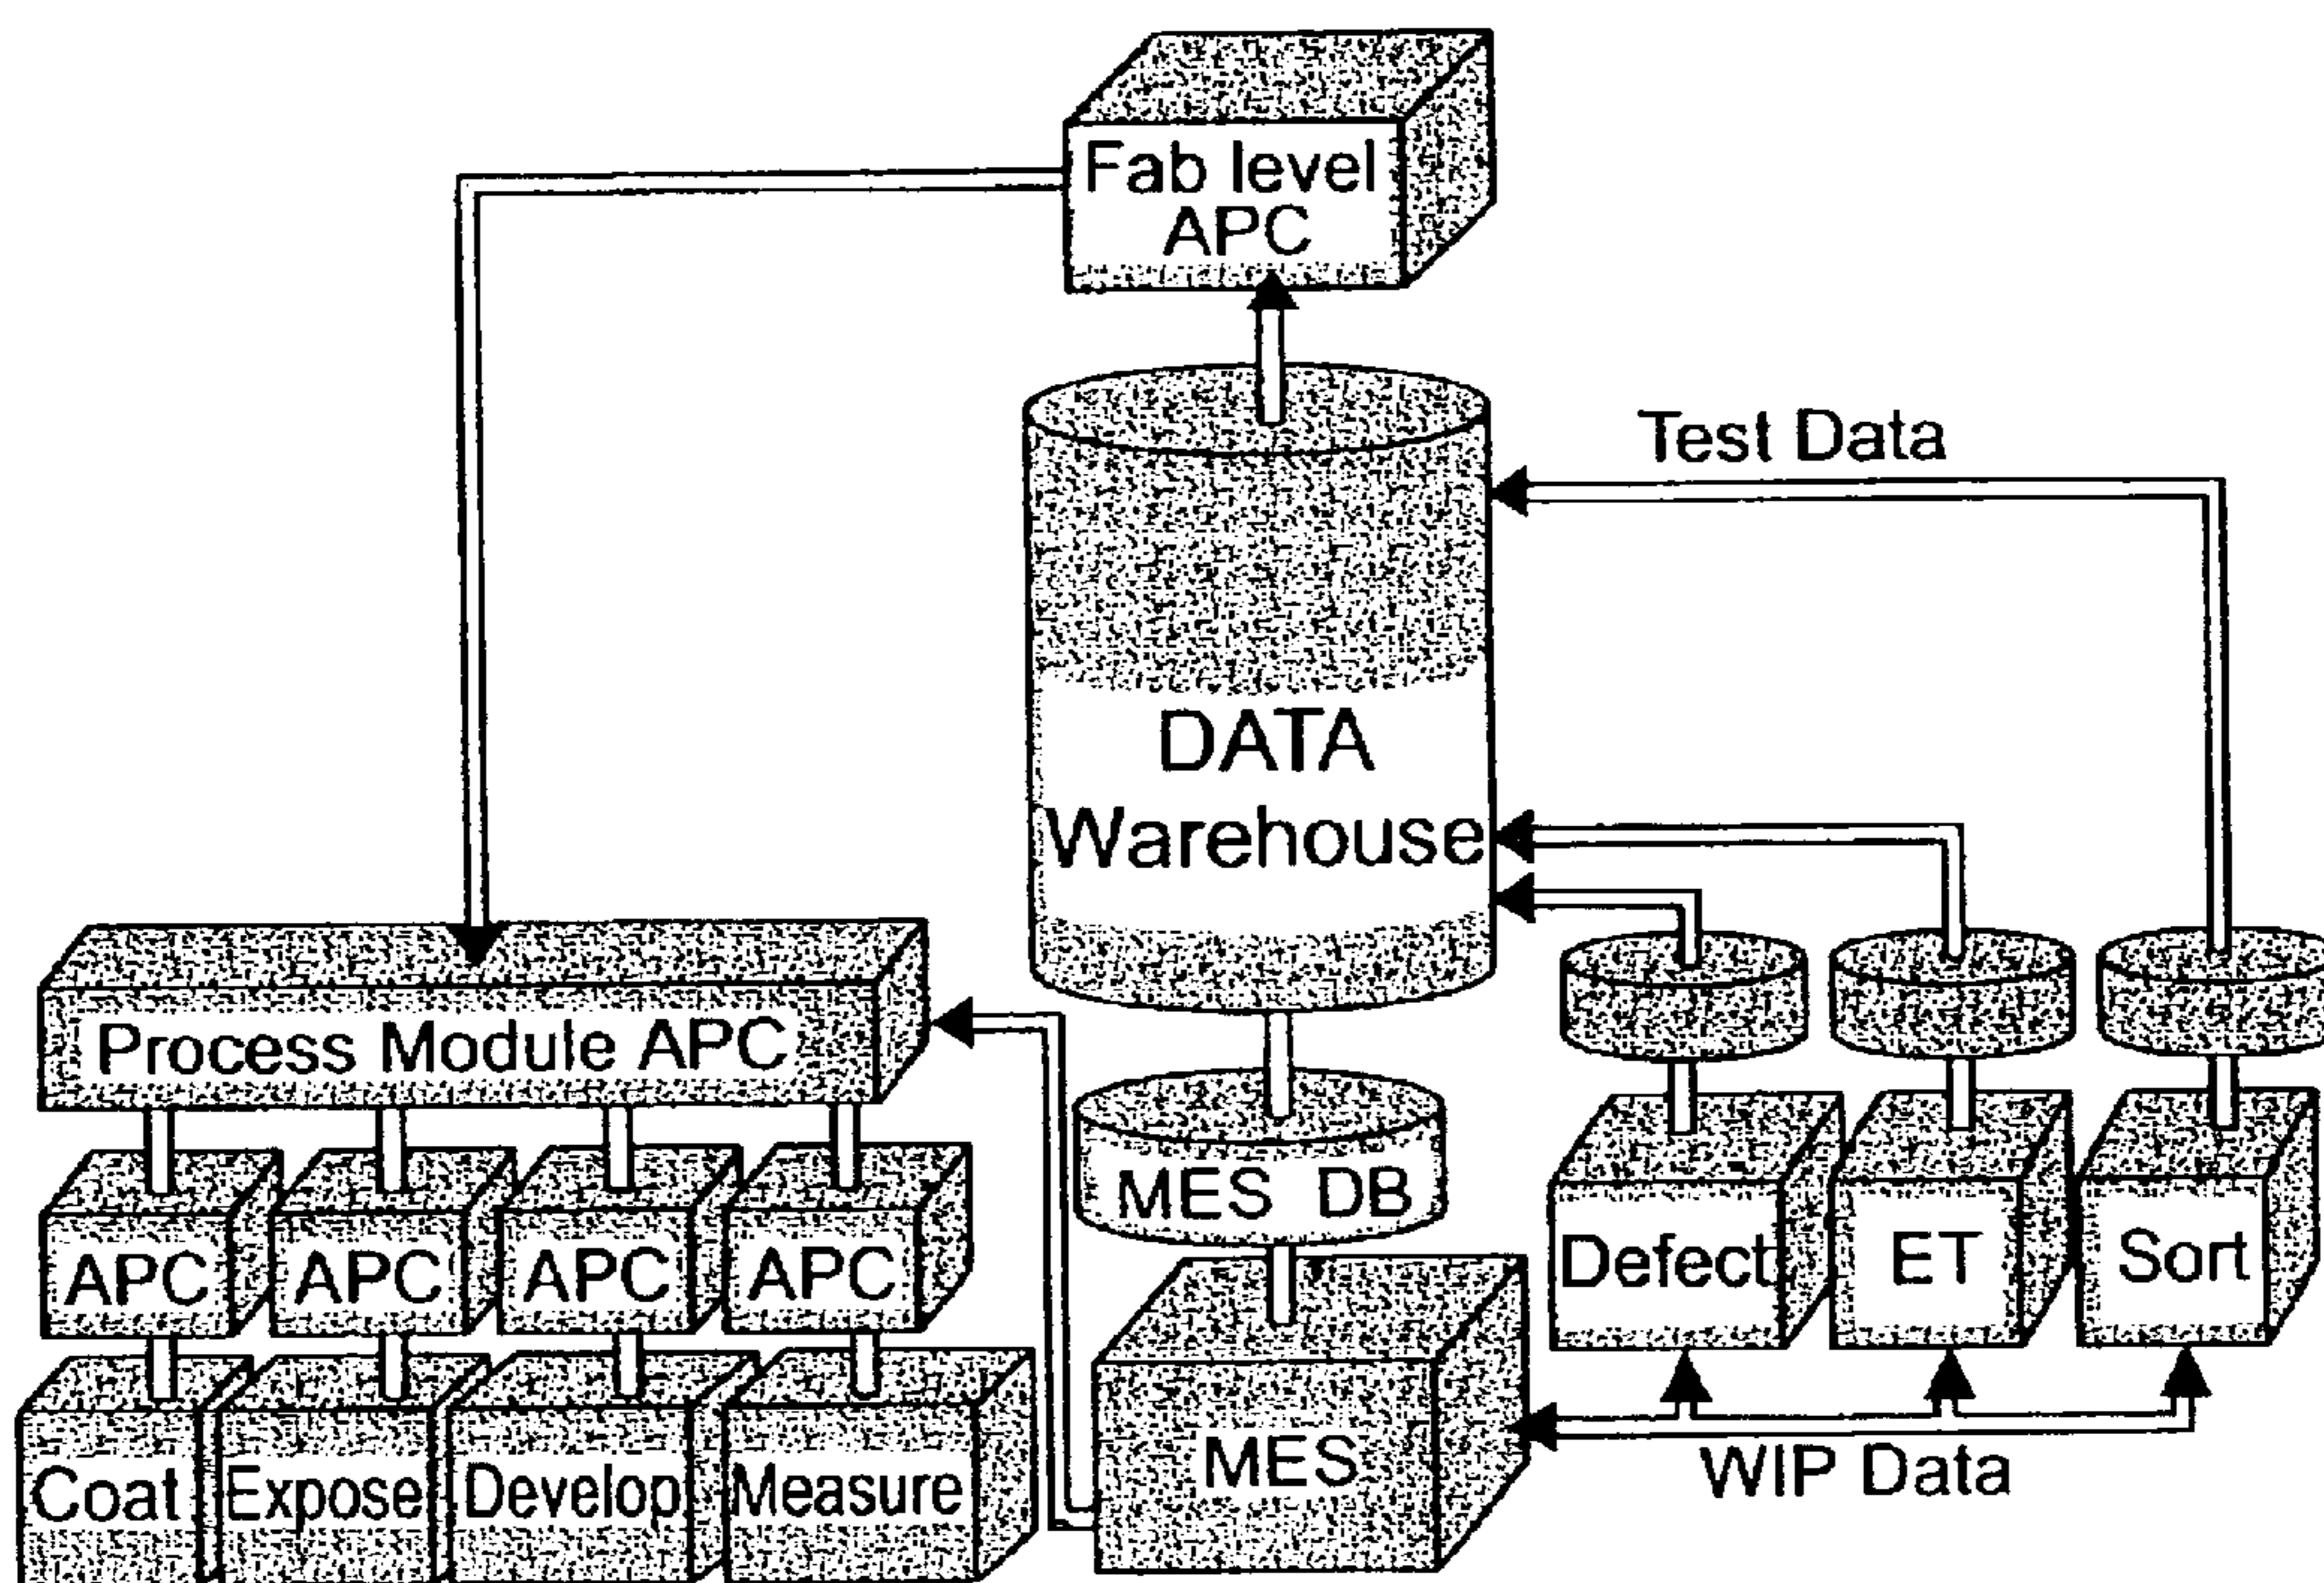 Fab level
APC
Test Data
DATA
Warehouse
Process Module APC
MES DB
APC
APC
APC
APC
Defect
ET
Sort
Coat
Expose
Develop
Measure
MES
WIP Data